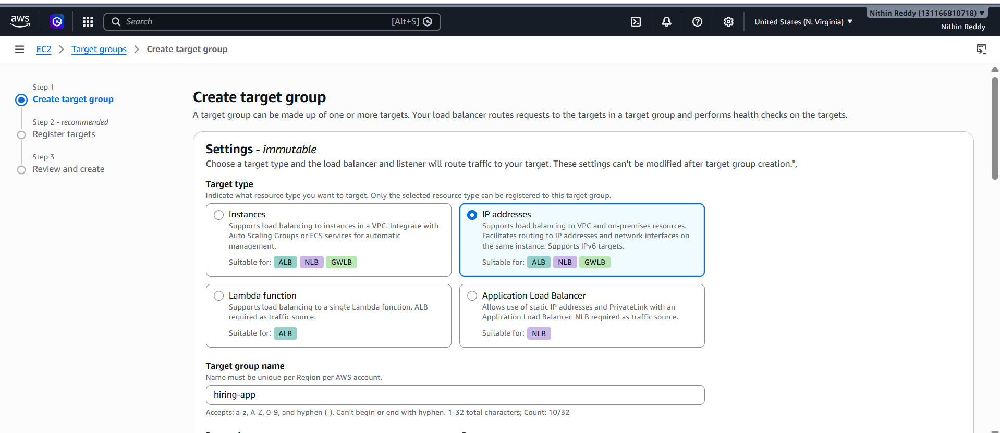 aws
Search
[Alt+S]
United States (N. Virginia)
Nithin Reddy (131166810718)
Nithin Reddy
EC2
Target groups
Create target group
Step 1
Create target group
Step 2 - recommended
Register targets
Step 3
Review and create
Create target group
A target group can be made up of one or more targets. Your load balancer routes requests to the targets in a target group and performs health checks on the targets.
Settings - immutable
Choose a target type and the load balancer and listener will route traffic to your target. These settings can't be modified after target group creation.",
Target type
Indicate what resource type you want to target. Only the selected resource type can be registered to this target group.
Instances
Supports load balancing to instances in a VPC. Integrate with
Auto Scaling Groups or ECS services for automatic
management.
Suitable for: ALB NLB GWLB
IP addresses
Supports load balancing to VPC and on-premises resources.
Facilitates routing to IP addresses and network interfaces on
the same instance. Supports IPv6 targets.
Suitable for: ALB NLB GWLB
Lambda function
Supports load balancing to a single Lambda function. ALB
required as traffic source.
Suitable for: ALB
Application Load Balancer
Allows use of static IP addresses and PrivateLink with an
Application Load Balancer. NLB required as traffic source.
Suitable for: NLB
Target group name
Name must be unique per Region per AWS account.
hiring-app
Accepts: a-z, A-Z, 0-9, and hyphen (-). Can't begin or end with hyphen. 1-32 total characters; Count: 10/32